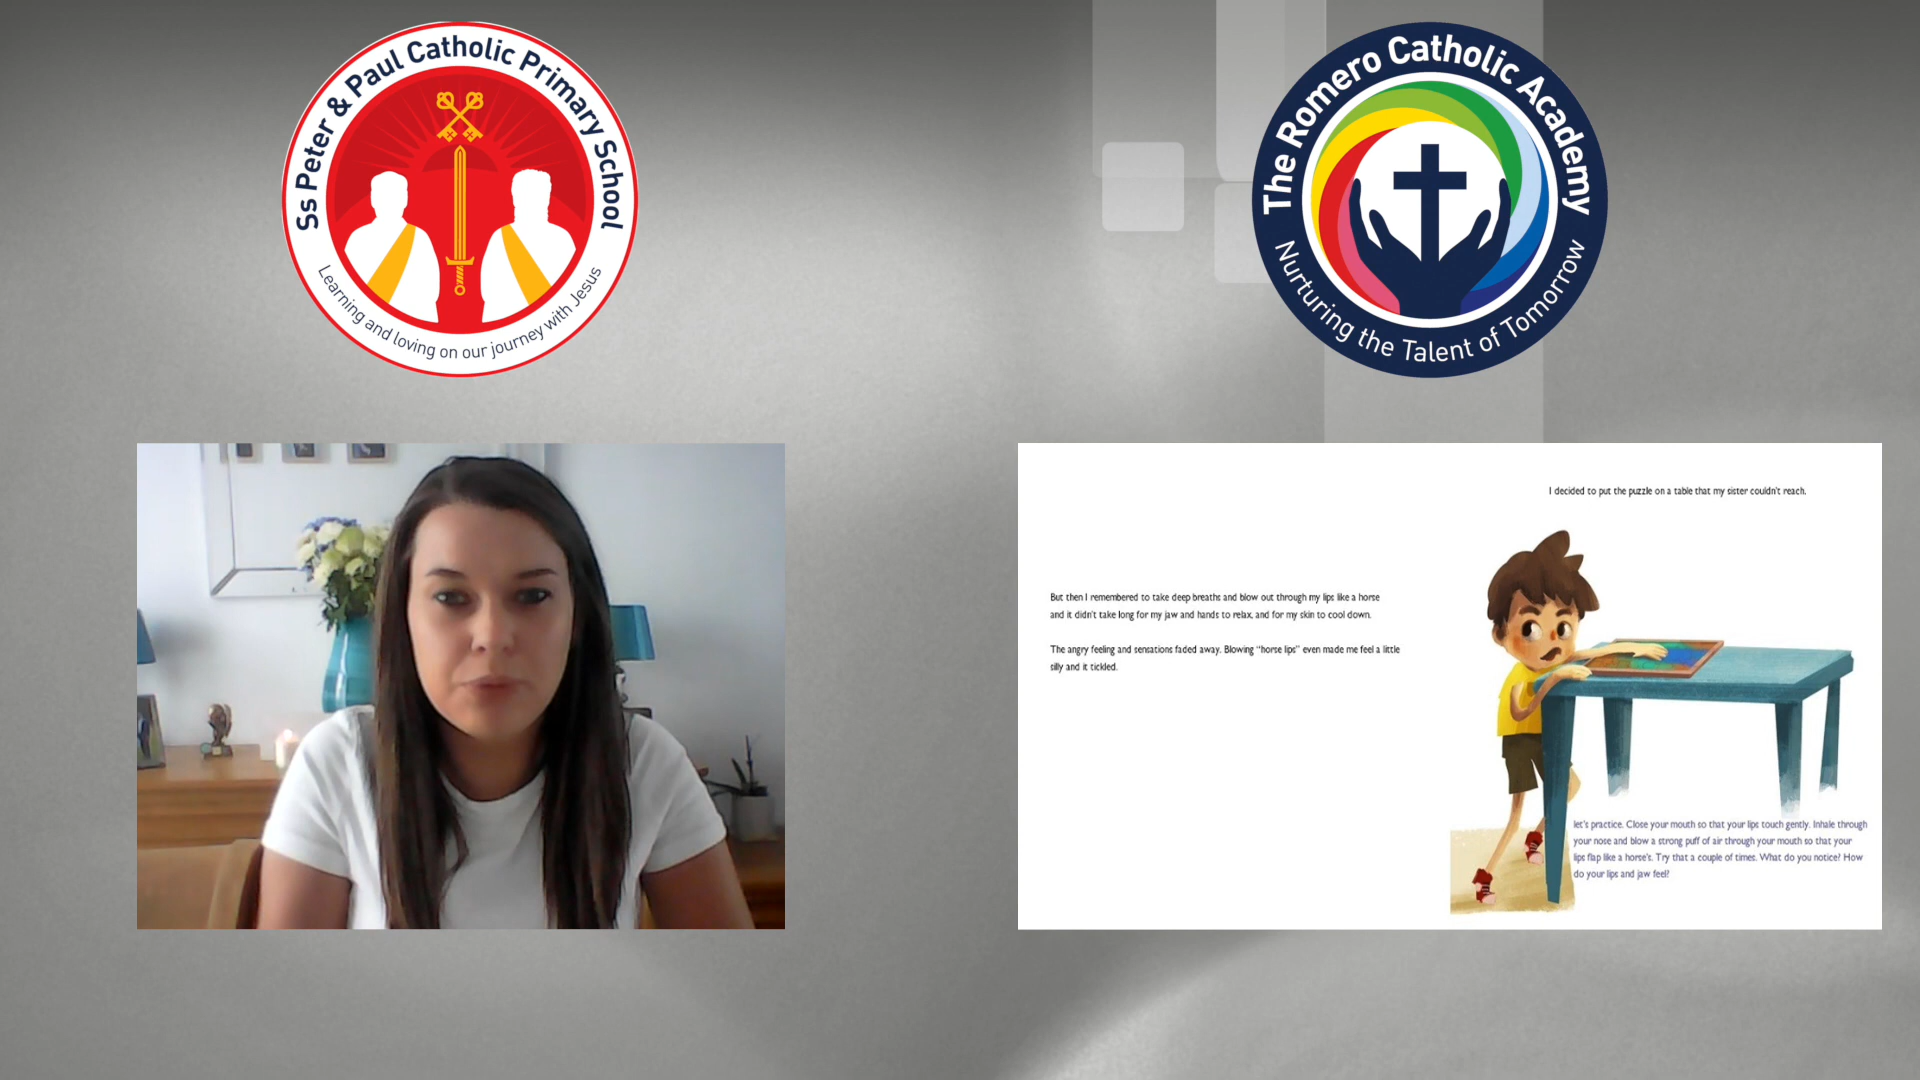 Ss Peter & Paul Catholic Primary School
Learning and loving on our journey with Jesus
The Romero Catholic Academy
Nurturing the Talent of Tomorrow
But then I remembered to take deep breaths and blow out through my lips like a horse
and it didn't take long for my jaw and hands to relax, and for my skin to cool down.
The angry feeling and sensations faded away. Blowing "horse lips" even made me feel a little
silly and it tickled.
I decided to put the puzzle on a table that my sister couldn't reach.
let's practice. Close your mouth so that your lips touch gently. Inhale through
your nose and blow a strong puff of air through your mouth so that your
lips flap like a horse's. Try that a couple of times. What do you notice? How
do your lips and jaw feel?